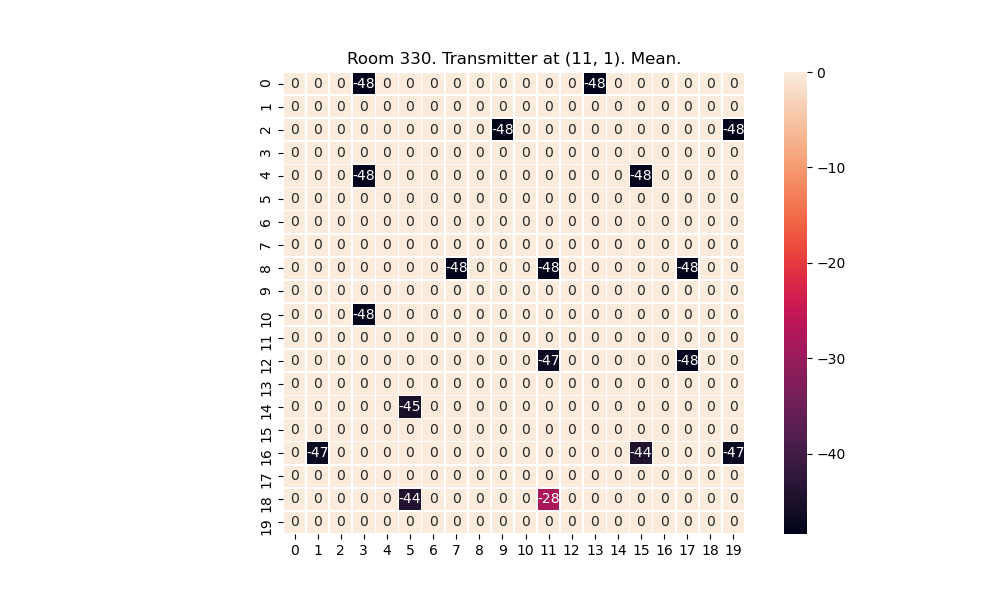 Room 330. Transmitter at (11, 1). Mean.
0 0 0 0 -48 0 0 0 0 0 0 0 0 0 -48 0 0 0 0 0 0
1 0 0 0 0 0 0 0 0 0 0 0 0 0 0 0 0 0 0 0 0
2 0 0 0 0 0 0 0 0 0 -48 0 0 0 0 0 0 0 0 0 -48
3 0 0 0 0 0 0 0 0 0 0 0 0 0 0 0 0 0 0 0 0
4 0 0 0 -48 0 0 0 0 0 0 0 0 0 0 0 -48 0 0 0 0
5 0 0 0 0 0 0 0 0 0 0 0 0 0 0 0 0 0 0 0 0
6 0 0 0 0 0 0 0 0 0 0 0 0 0 0 0 0 0 0 0 0
7 0 0 0 0 0 0 0 0 0 0 0 0 0 0 0 0 0 0 0 0
8 0 0 0 0 0 0 0 -48 0 0 0 -48 0 0 0 0 0 -48 0 0
9 0 0 0 0 0 0 0 0 0 0 0 0 0 0 0 0 0 0 0 0
10 0 0 0 -48 0 0 0 0 0 0 0 0 0 0 0 0 0 0 0 0
11 0 0 0 0 0 0 0 0 0 0 0 0 0 0 0 0 0 0 0 0
12 0 0 0 0 0 0 0 0 0 0 0 -47 0 0 0 0 0 -48 0 0
13 0 0 0 0 0 0 0 0 0 0 0 0 0 0 0 0 0 0 0 0
14 0 0 0 0 0 -45 0 0 0 0 0 0 0 0 0 0 0 0 0 0
15 0 0 0 0 0 0 0 0 0 0 0 0 0 0 0 0 0 0 0 0
16 0 -47 0 0 0 0 0 0 0 0 0 0 0 0 0 -44 0 0 0 -47
17 0 0 0 0 0 0 0 0 0 0 0 0 0 0 0 0 0 0 0 0
18 0 0 0 0 0 -44 0 0 0 0 0 -28 0 0 0 0 0 0 0 0
19 0 0 0 0 0 0 0 0 0 0 0 0 0 0 0 0 0 0 0 0
0 1 2 3 4 5 6 7 8 9 10 11 12 13 14 15 16 17 18 19
0
−10
−20
−30
−40